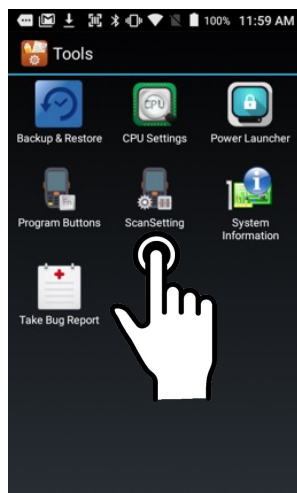 100% 11:59 AM
Tools
CPU
Backup & Restore CPU Settings Power Launcher
Fn
Program Buttons ScanSetting System
Information
Take Bug Report